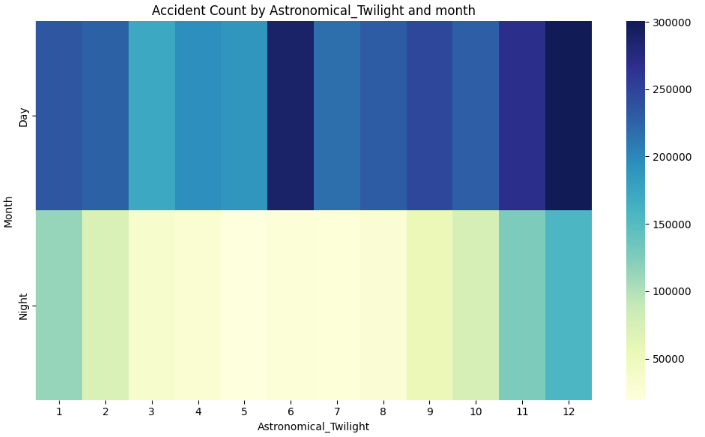 Accident Count by Astronomical_Twilight and month
Month
Day
Night
1 2 3 4 5 6 7 8 9 10 11 12
Astronomical_Twilight
300000
250000
200000
150000
100000
50000